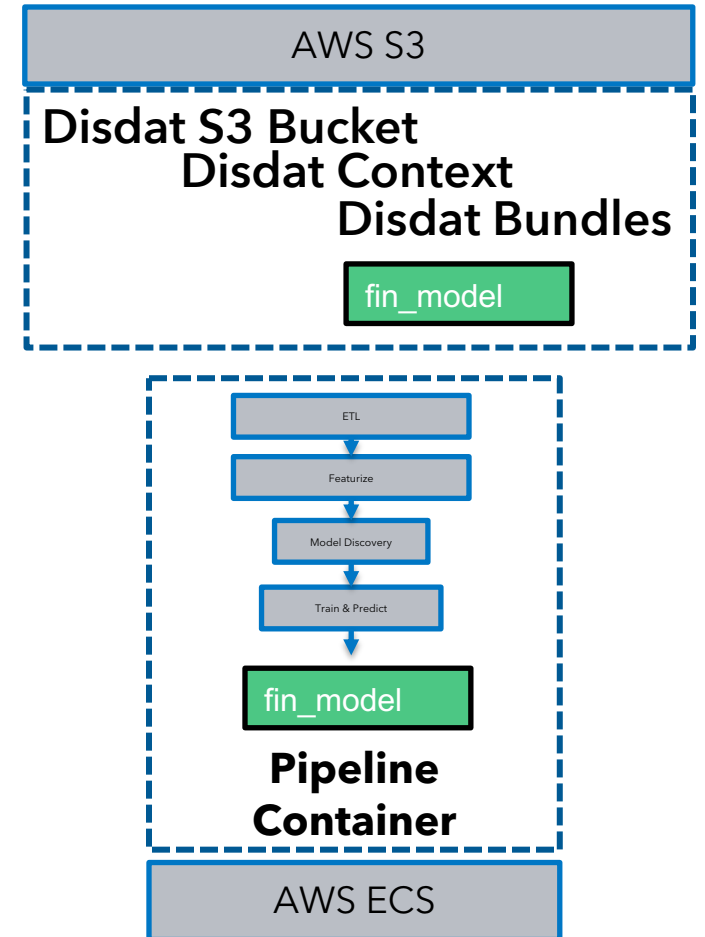 AWS S3
Disdat S3 Bucket
Disdat Context
Disdat Bundles
fin_model
ETL
Featurize
Model Discovery
Train & Predict
fin_model
Pipeline
Container
AWS ECS